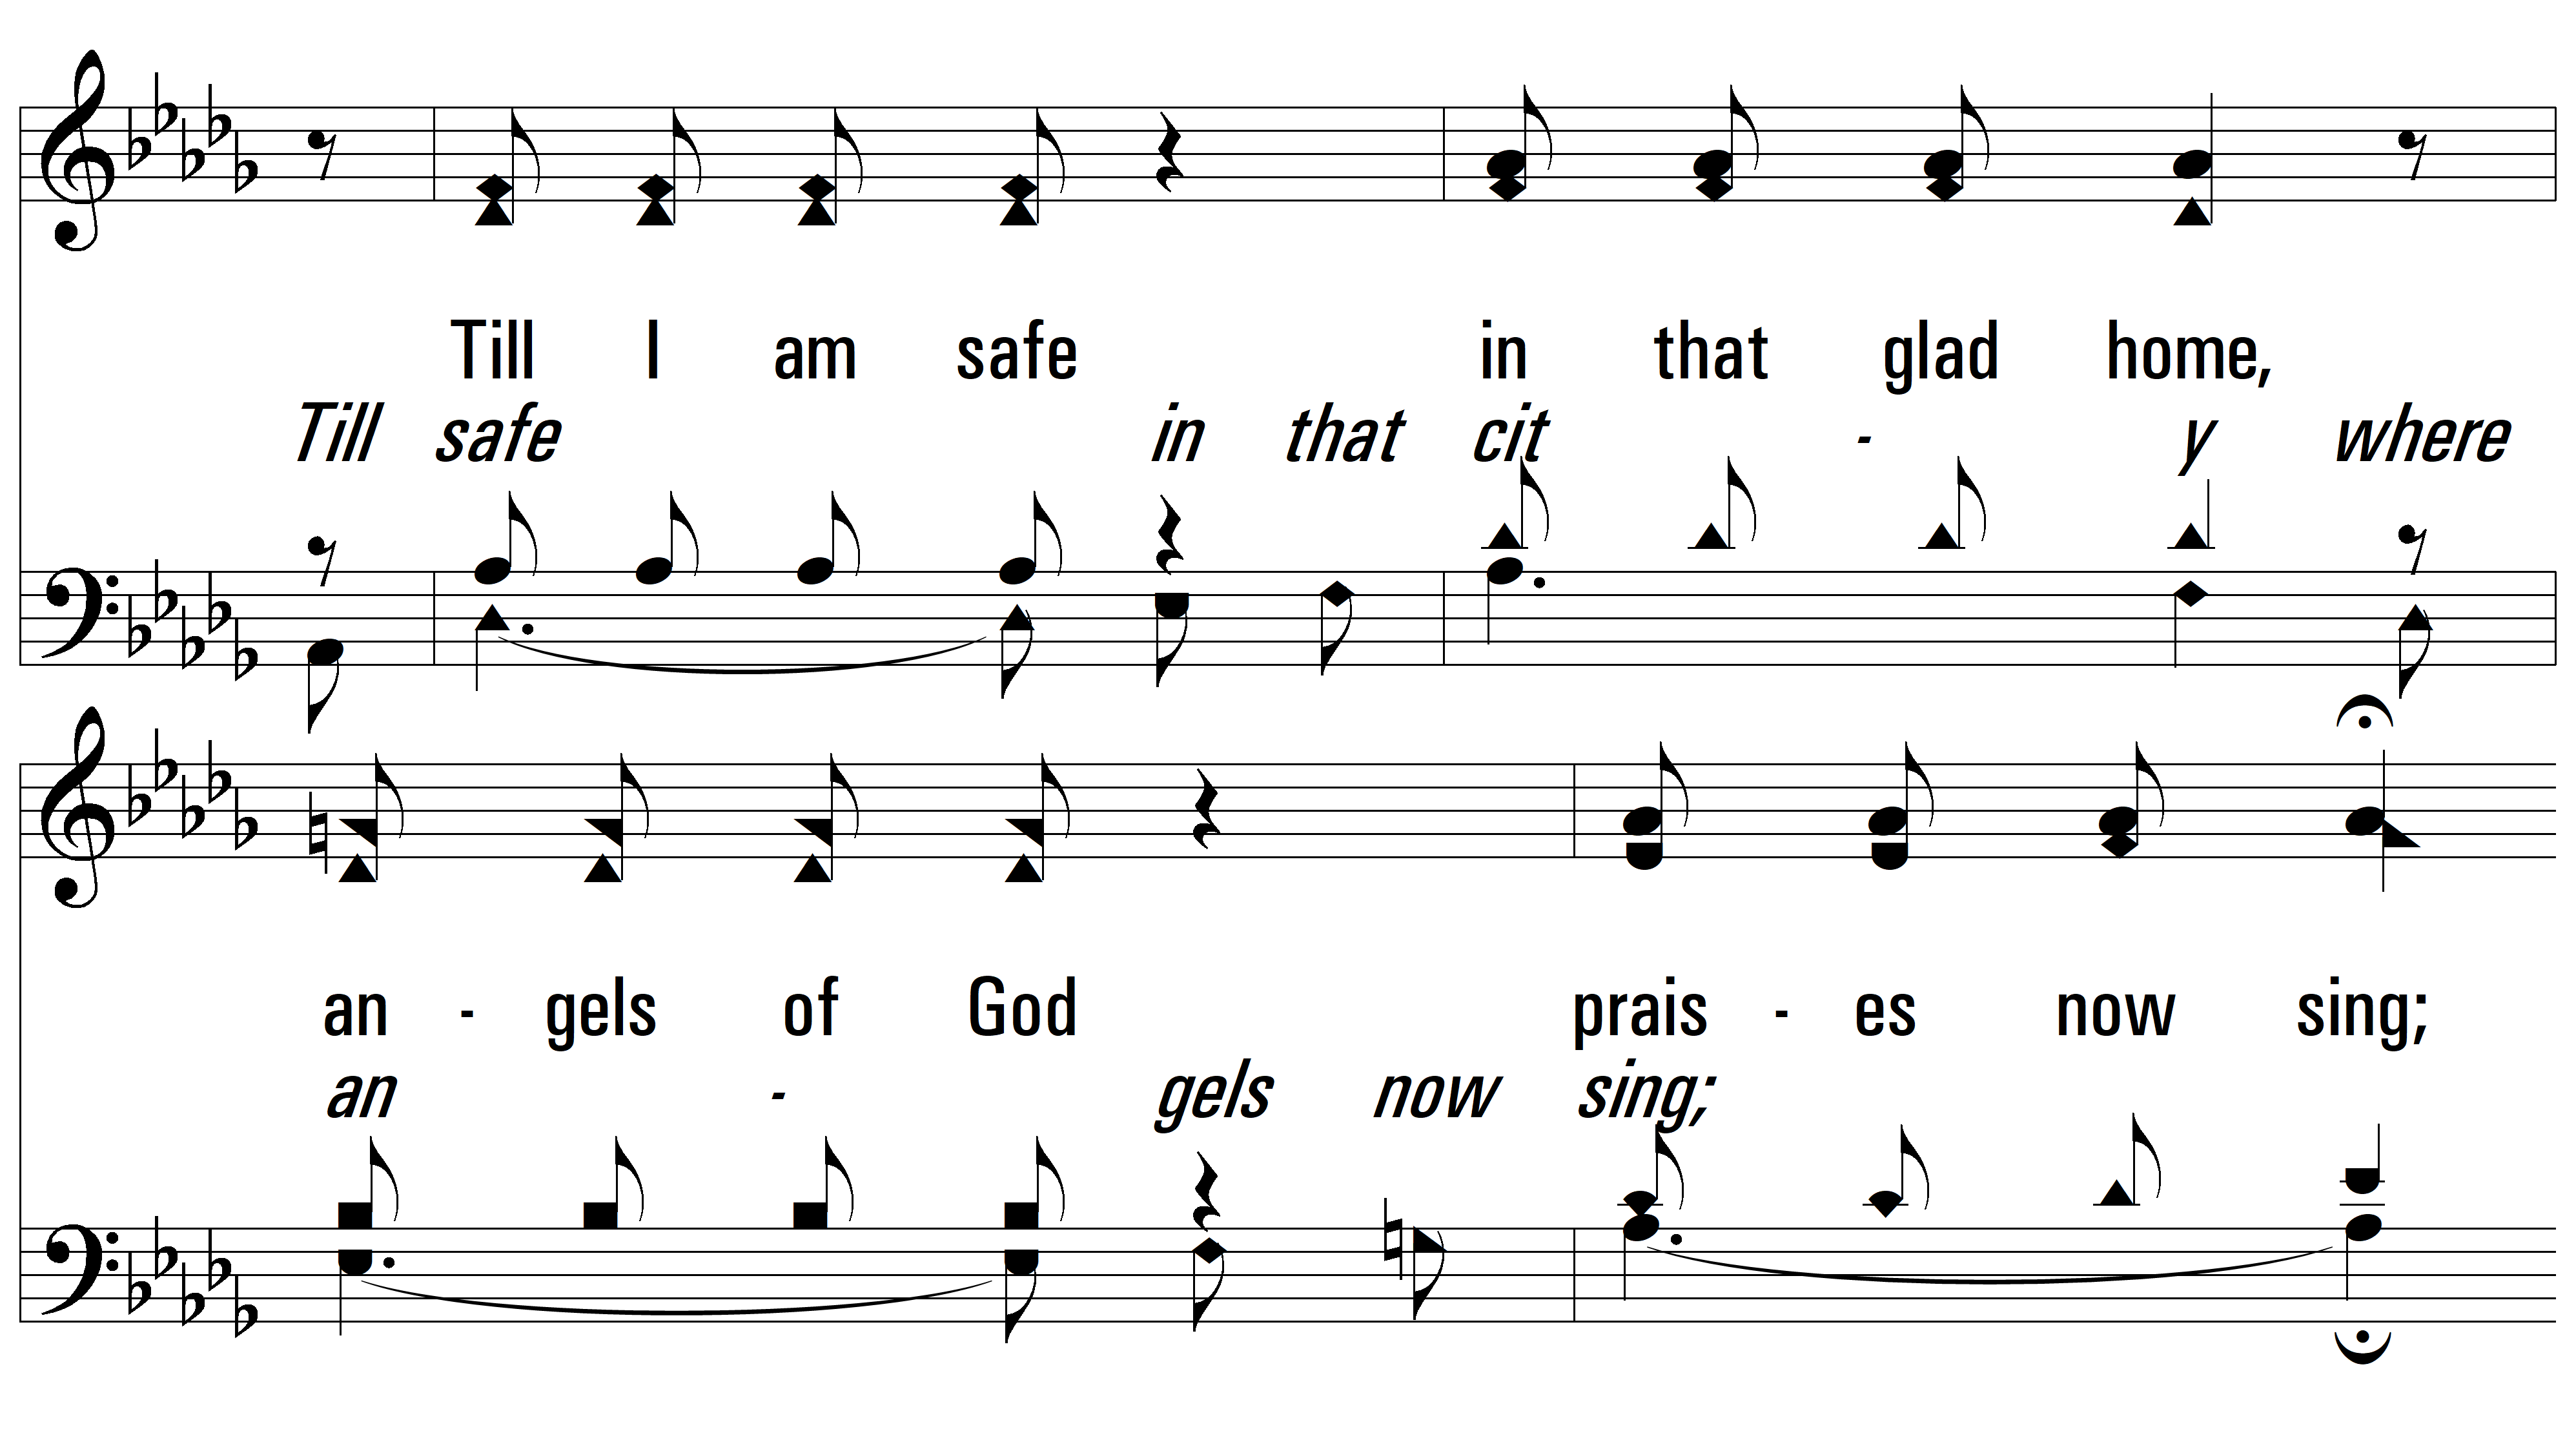 Till I am safe in that glad home,
Till safe in that cit - y where
an - gels of God prais - es now sing;
an - gels now sing;